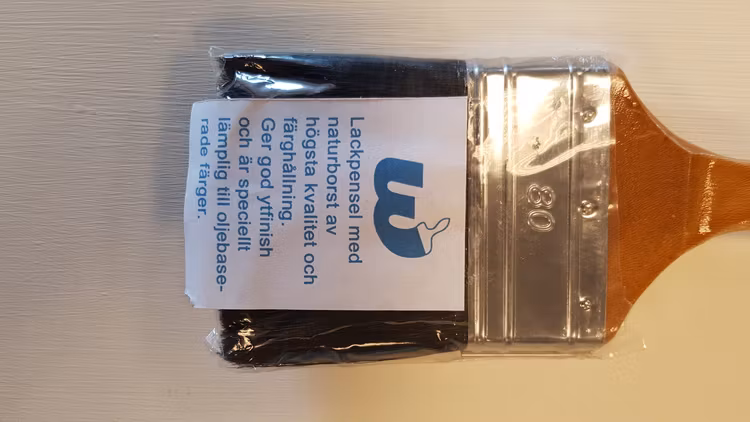 Lackpensel med
naturborst av
högsta kvalitet och
färghållning.
Ger god ytfinish
och är speciellt
lämplig till oljebase-
rade färger.
80